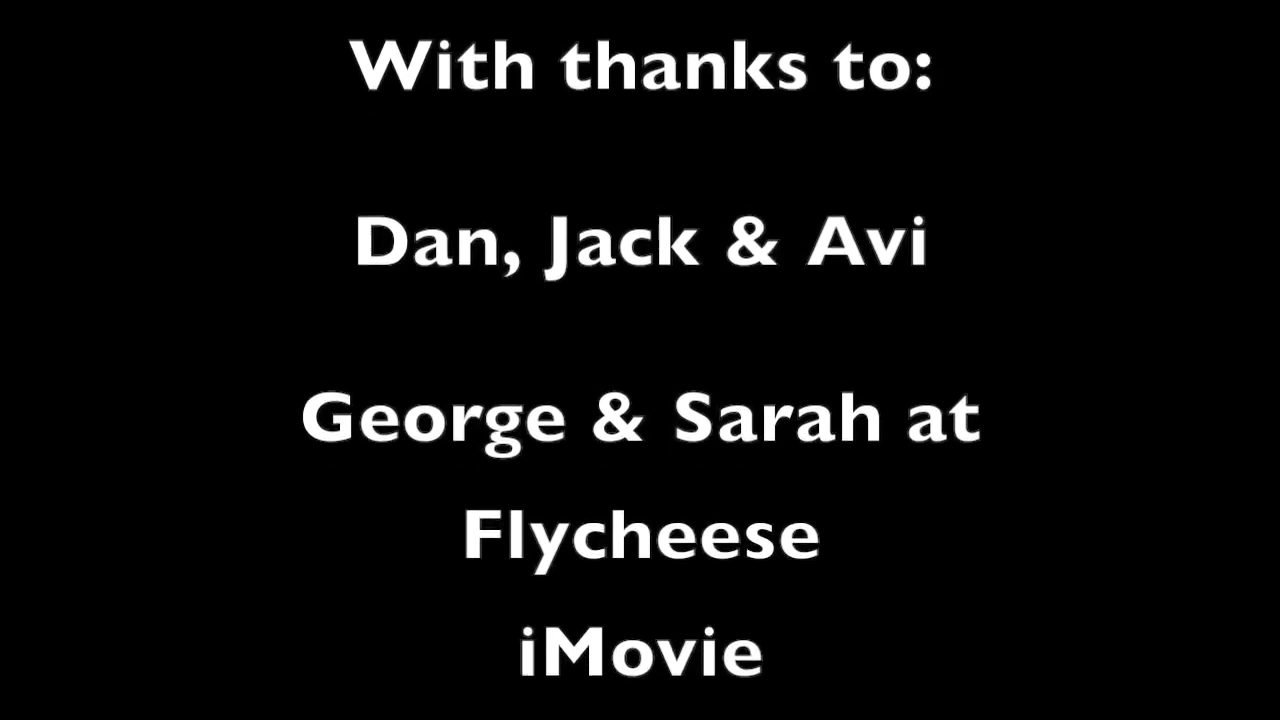 With thanks to:
Dan, Jack & Avi
George & Sarah at
Flycheese
iMovie